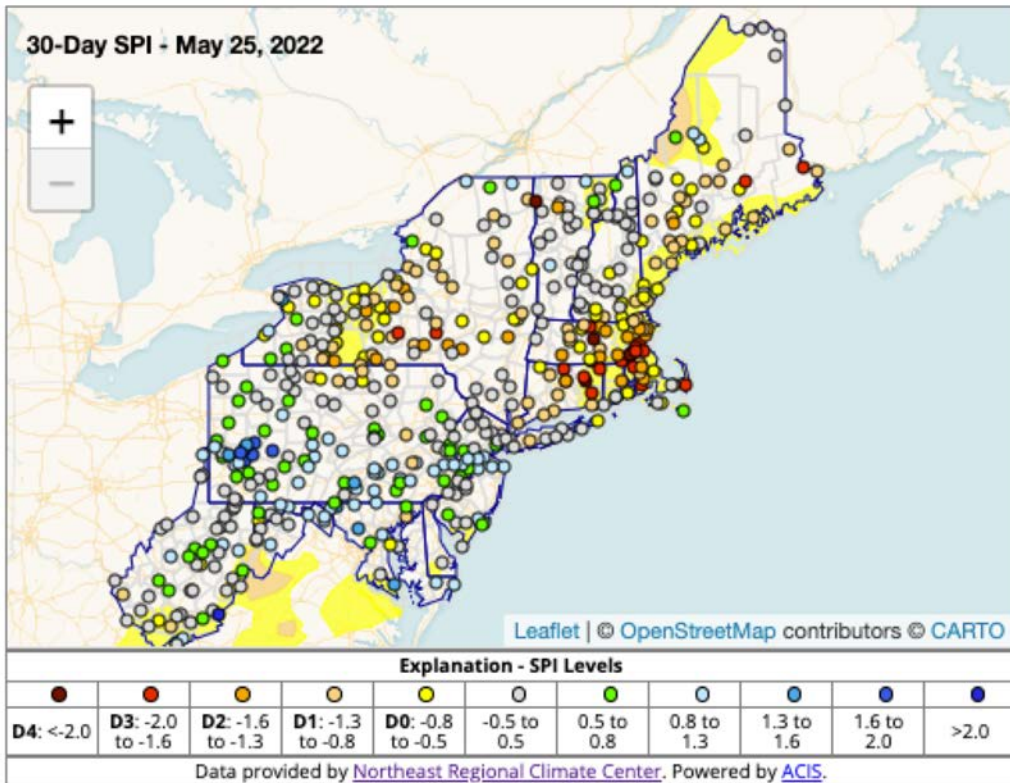 30-Day SPI - May 25, 2022
+
−
Leaflet | © OpenStreetMap contributors © CARTO
Explanation - SPI Levels
D4: <-2.0
D3: -2.0
to -1.6
D2: -1.6
to -1.3
D1: -1.3
to -0.8
D0: -0.8
to -0.5
-0.5 to
0.5
0.5 to
0.8
0.8 to
1.3
1.3 to
1.6
1.6 to
2.0
>2.0
Data provided by Northeast Regional Climate Center. Powered by ACIS.